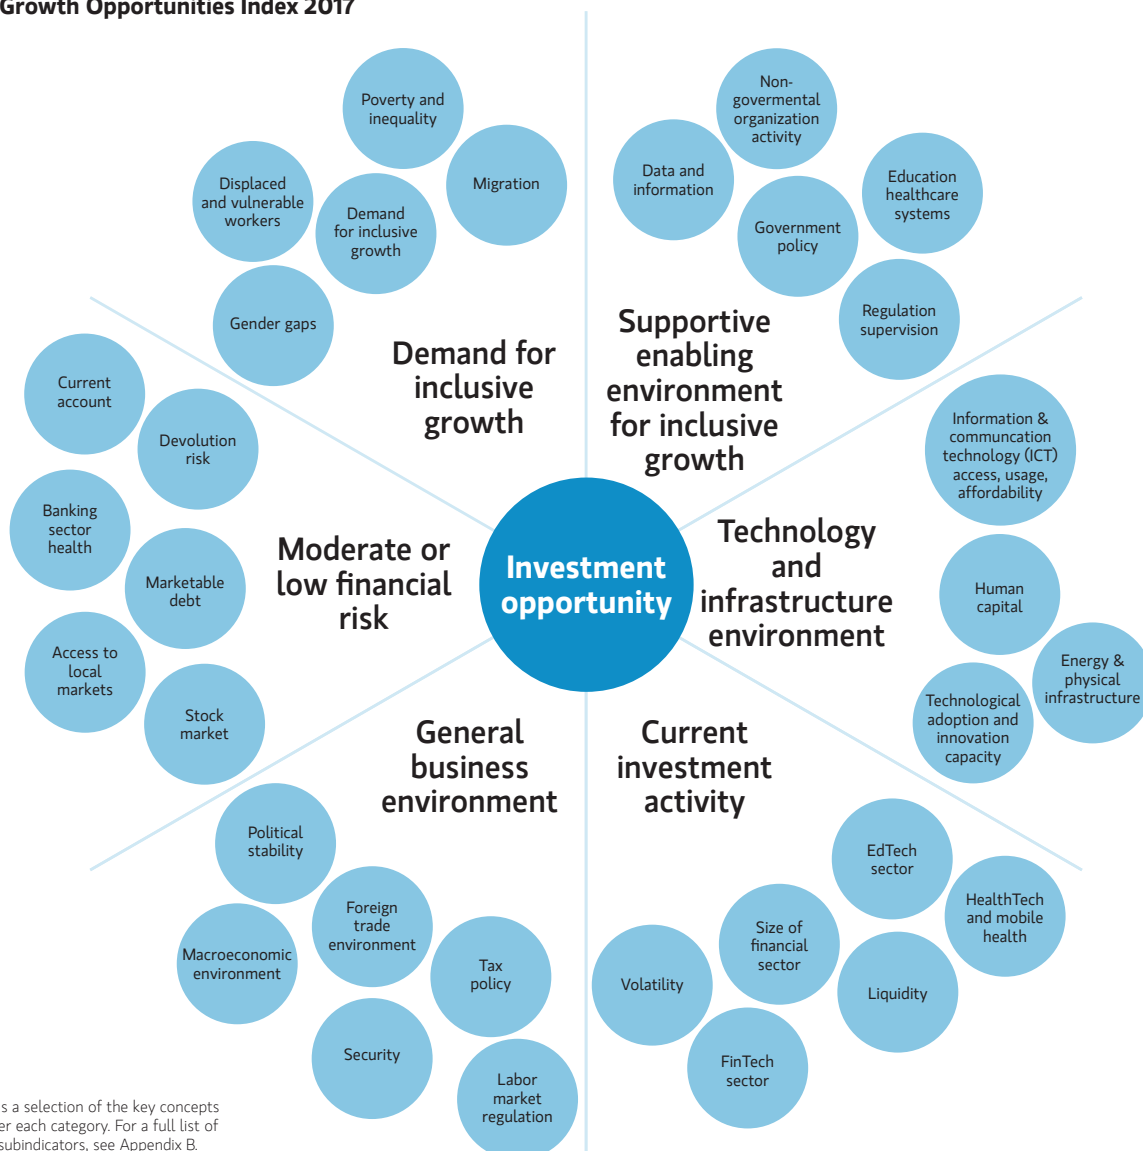 Growth Opportunities Index 2017
Poverty and
inequality
Migration
Displaced
and vulnerable
workers
Demand
for inclusive
growth
Gender gaps
Demand for
inclusive
growth
Non-
govermental
organization
activity
Data and
information
Education
healthcare
systems
Government
policy
Regulation
supervision
Supportive
enabling
environment
for inclusive
growth
Current
account
Devolution
risk
Banking
sector
health
Marketable
debt
Access to
local
markets
Stock
market
Moderate or
low financial
risk
Investment
opportunity
Technology
and
infrastructure
environment
Information &
communcation
technology (ICT)
access, usage,
affordability
Human
capital
Energy &
physical
infrastructure
Technological
adoption and
innovation
capacity
General
business
environment
Political
stability
Foreign
trade
environment
Macroeconomic
environment
Tax
policy
Security
Labor
market
regulation
Current
investment
activity
EdTech
sector
HealthTech
and mobile
health
Size of
financial
sector
Volatility
Liquidity
FinTech
sector
s a selection of the key concepts
er each category. For a full list of
subindicators, see Appendix B.